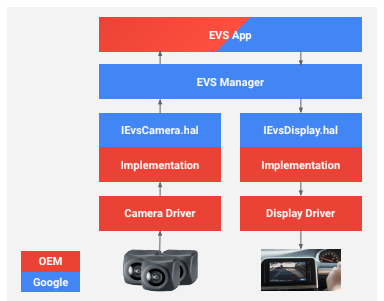 EVS App
EVS Manager
IEvsCamera.hal
IEvsDisplay.hal
Implementation
Implementation
Camera Driver
Display Driver
OEM
Google